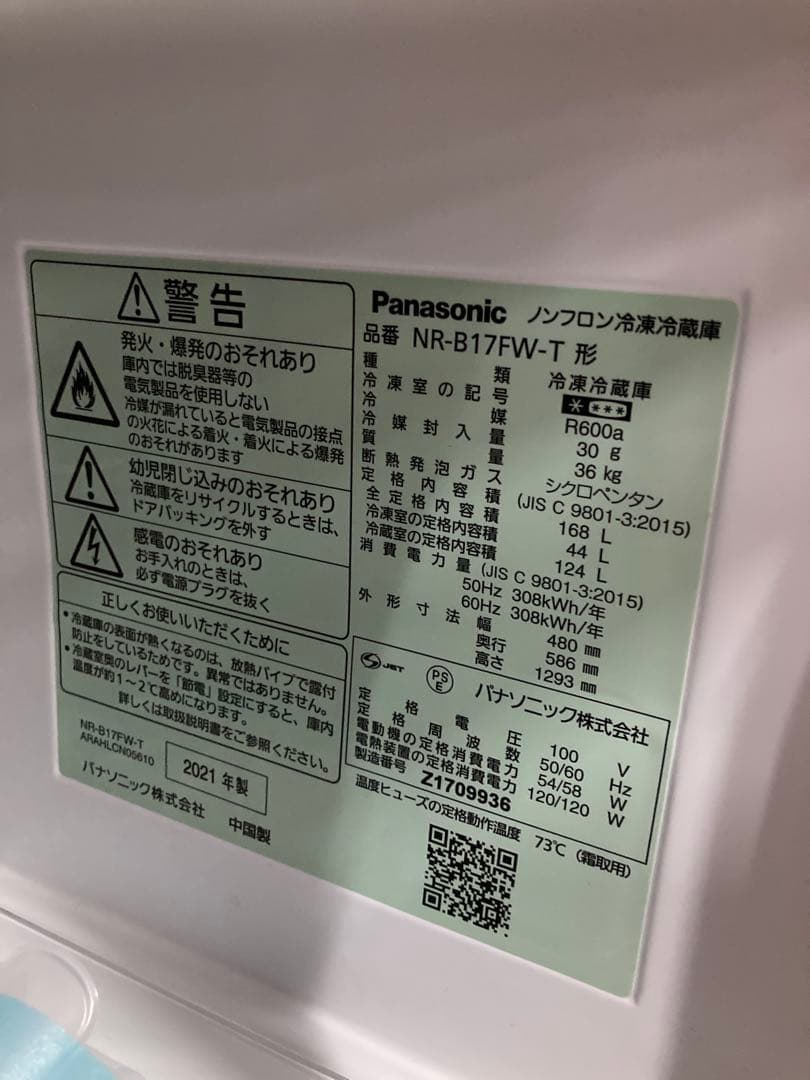 警告
発火・爆発のおそれあり
庫内では脱臭器等の
電気製品を使用しない
冷媒が漏れていると電気製品の接点
の火花による着火・着火による爆発
のおそれがあります
幼児閉じ込みのおそれあり
冷蔵庫をリサイクルするときは、
ドアパッキングを外す
感電のおそれあり
お手入れのときは、
必ず電源プラグを抜く
正しくお使いいただくために
•冷蔵庫の表面が熱くなるのは、放熱パイプで露付
防止をしているためです。異常ではありません。
•冷蔵室奥のレバーを「節電」設定にすると、庫内
温度が約1~2℃高めになります。
詳しくは取扱説明書をご参照ください。
NR-B17FW-T
ARAHLCN05610
2021年製
パナソニック株式会社 中国製
Panasonic ノンフロン冷凍冷蔵庫
品番 NR-B17FW-T 形
種類 冷凍冷蔵庫
冷凍室の記号 * ***
冷媒 R600a
冷媒封入量 30 g
質量 36 kg
断熱発泡ガス シクロペンタン
定格内容積 (JIS C 9801-3:2015)
全定格内容積 168 L
冷凍室の定格内容積 44 L
冷蔵室の定格内容積 124 L
消費電力量 (JIS C 9801-3:2015)
50Hz 308kWh/年
60Hz 308kWh/年
外形寸法 幅 480 mm
奥行 586 mm
高さ 1293 mm
S JET PSE パナソニック株式会社
定格電圧 100 V
定格周波数 50/60 Hz
電動機の定格消費電力 54/58 W
電熱装置の定格消費電力 120/120 W
製造番号 Z1709936
温度ヒューズの定格動作温度 73℃(霜取用)